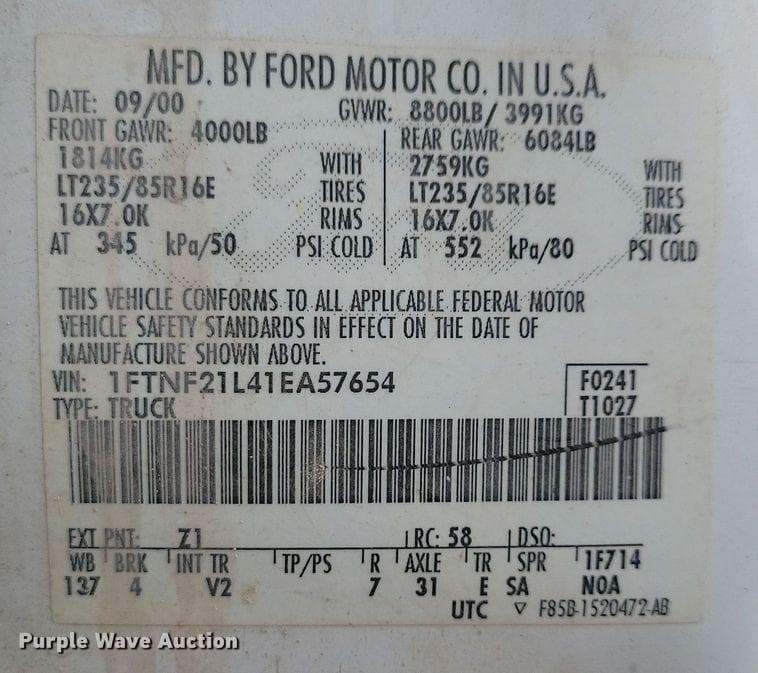 MFD. BY FORD MOTOR CO. IN U.S.A.
DATE: 09/00 GVWR: 8800LB/ 3991KG
FRONT GAWR: 4000LB REAR GAWR: 6084LB
1814KG WITH 2759KG WITH
LT235/85R16E TIRES LT235/85R16E TIRES
16X7.0K RIMS 16X7.0K RIMS
AT 345 kPa/50 PSI COLD AT 552 kPa/80 PSI COLD
THIS VEHICLE CONFORMS TO ALL APPLICABLE FEDERAL MOTOR
VEHICLE SAFETY STANDARDS IN EFFECT ON THE DATE OF
MANUFACTURE SHOWN ABOVE.
VIN: 1FTNF21L41EA57654 F0241
TYPE: TRUCK T1027
EXT PNT: Z1 RC: 58 DSO:
WB BRK INT TR TP/PS R AXLE TR SPR 1F714
137 4 V2 7 31 E SA NOA
UTC ▽ F85B-1520472-AB
Purple Wave Auction